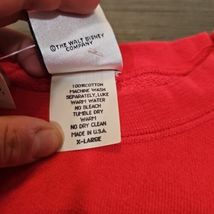 ©THE WALT DISNEY
COMPANY
100%COTTON
MACHINE WASH
SEPARATELY, LUKE
WARM WATER
NO BLEACH
TUMBLE DRY
WARM
NO DRY CLEAN
MADE IN U.S.A.
X-LARGE